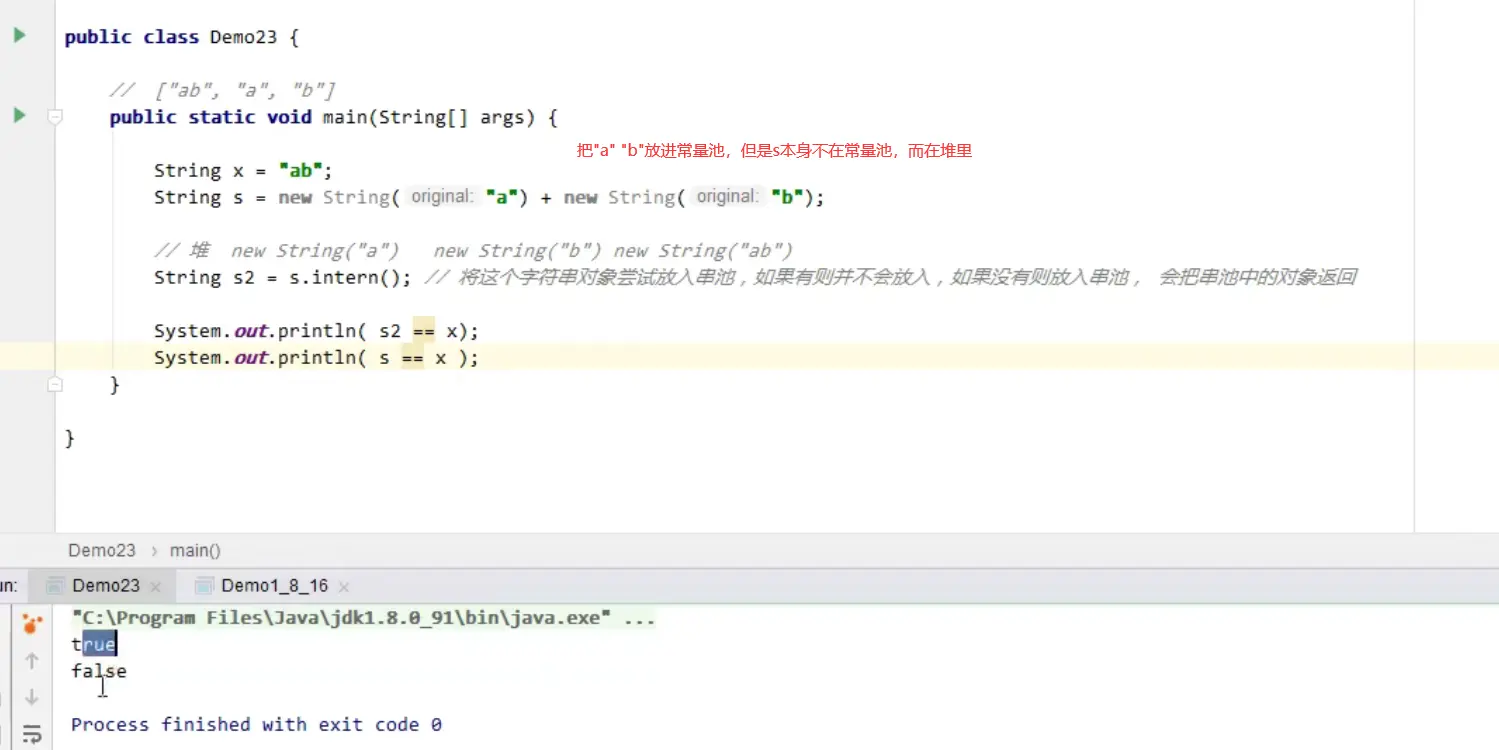 public class Demo23 {
// ["ab", "a", "b"]
public static void main(String[] args) {
把"a" "b"放进常量池，但是s本身不在常量池，而在堆里
String x = "ab";
String s = new String( original: "a") + new String( original: "b");
// 堆 new String("a") new String("b") new String("ab")
String s2 = s.intern(); // 将这个字符串对象尝试放入串池，如果有则并不会放入，如果没有则放入串池， 会把串池中的对象返回
System.out.println( s2 == x);
System.out.println( s == x );
}
}
Demo23 › main()
un: Demo23 × Demo1_8_16 ×
"C:\Program Files\Java\jdk1.8.0_91\bin\java.exe" ...
true
false
Process finished with exit code 0